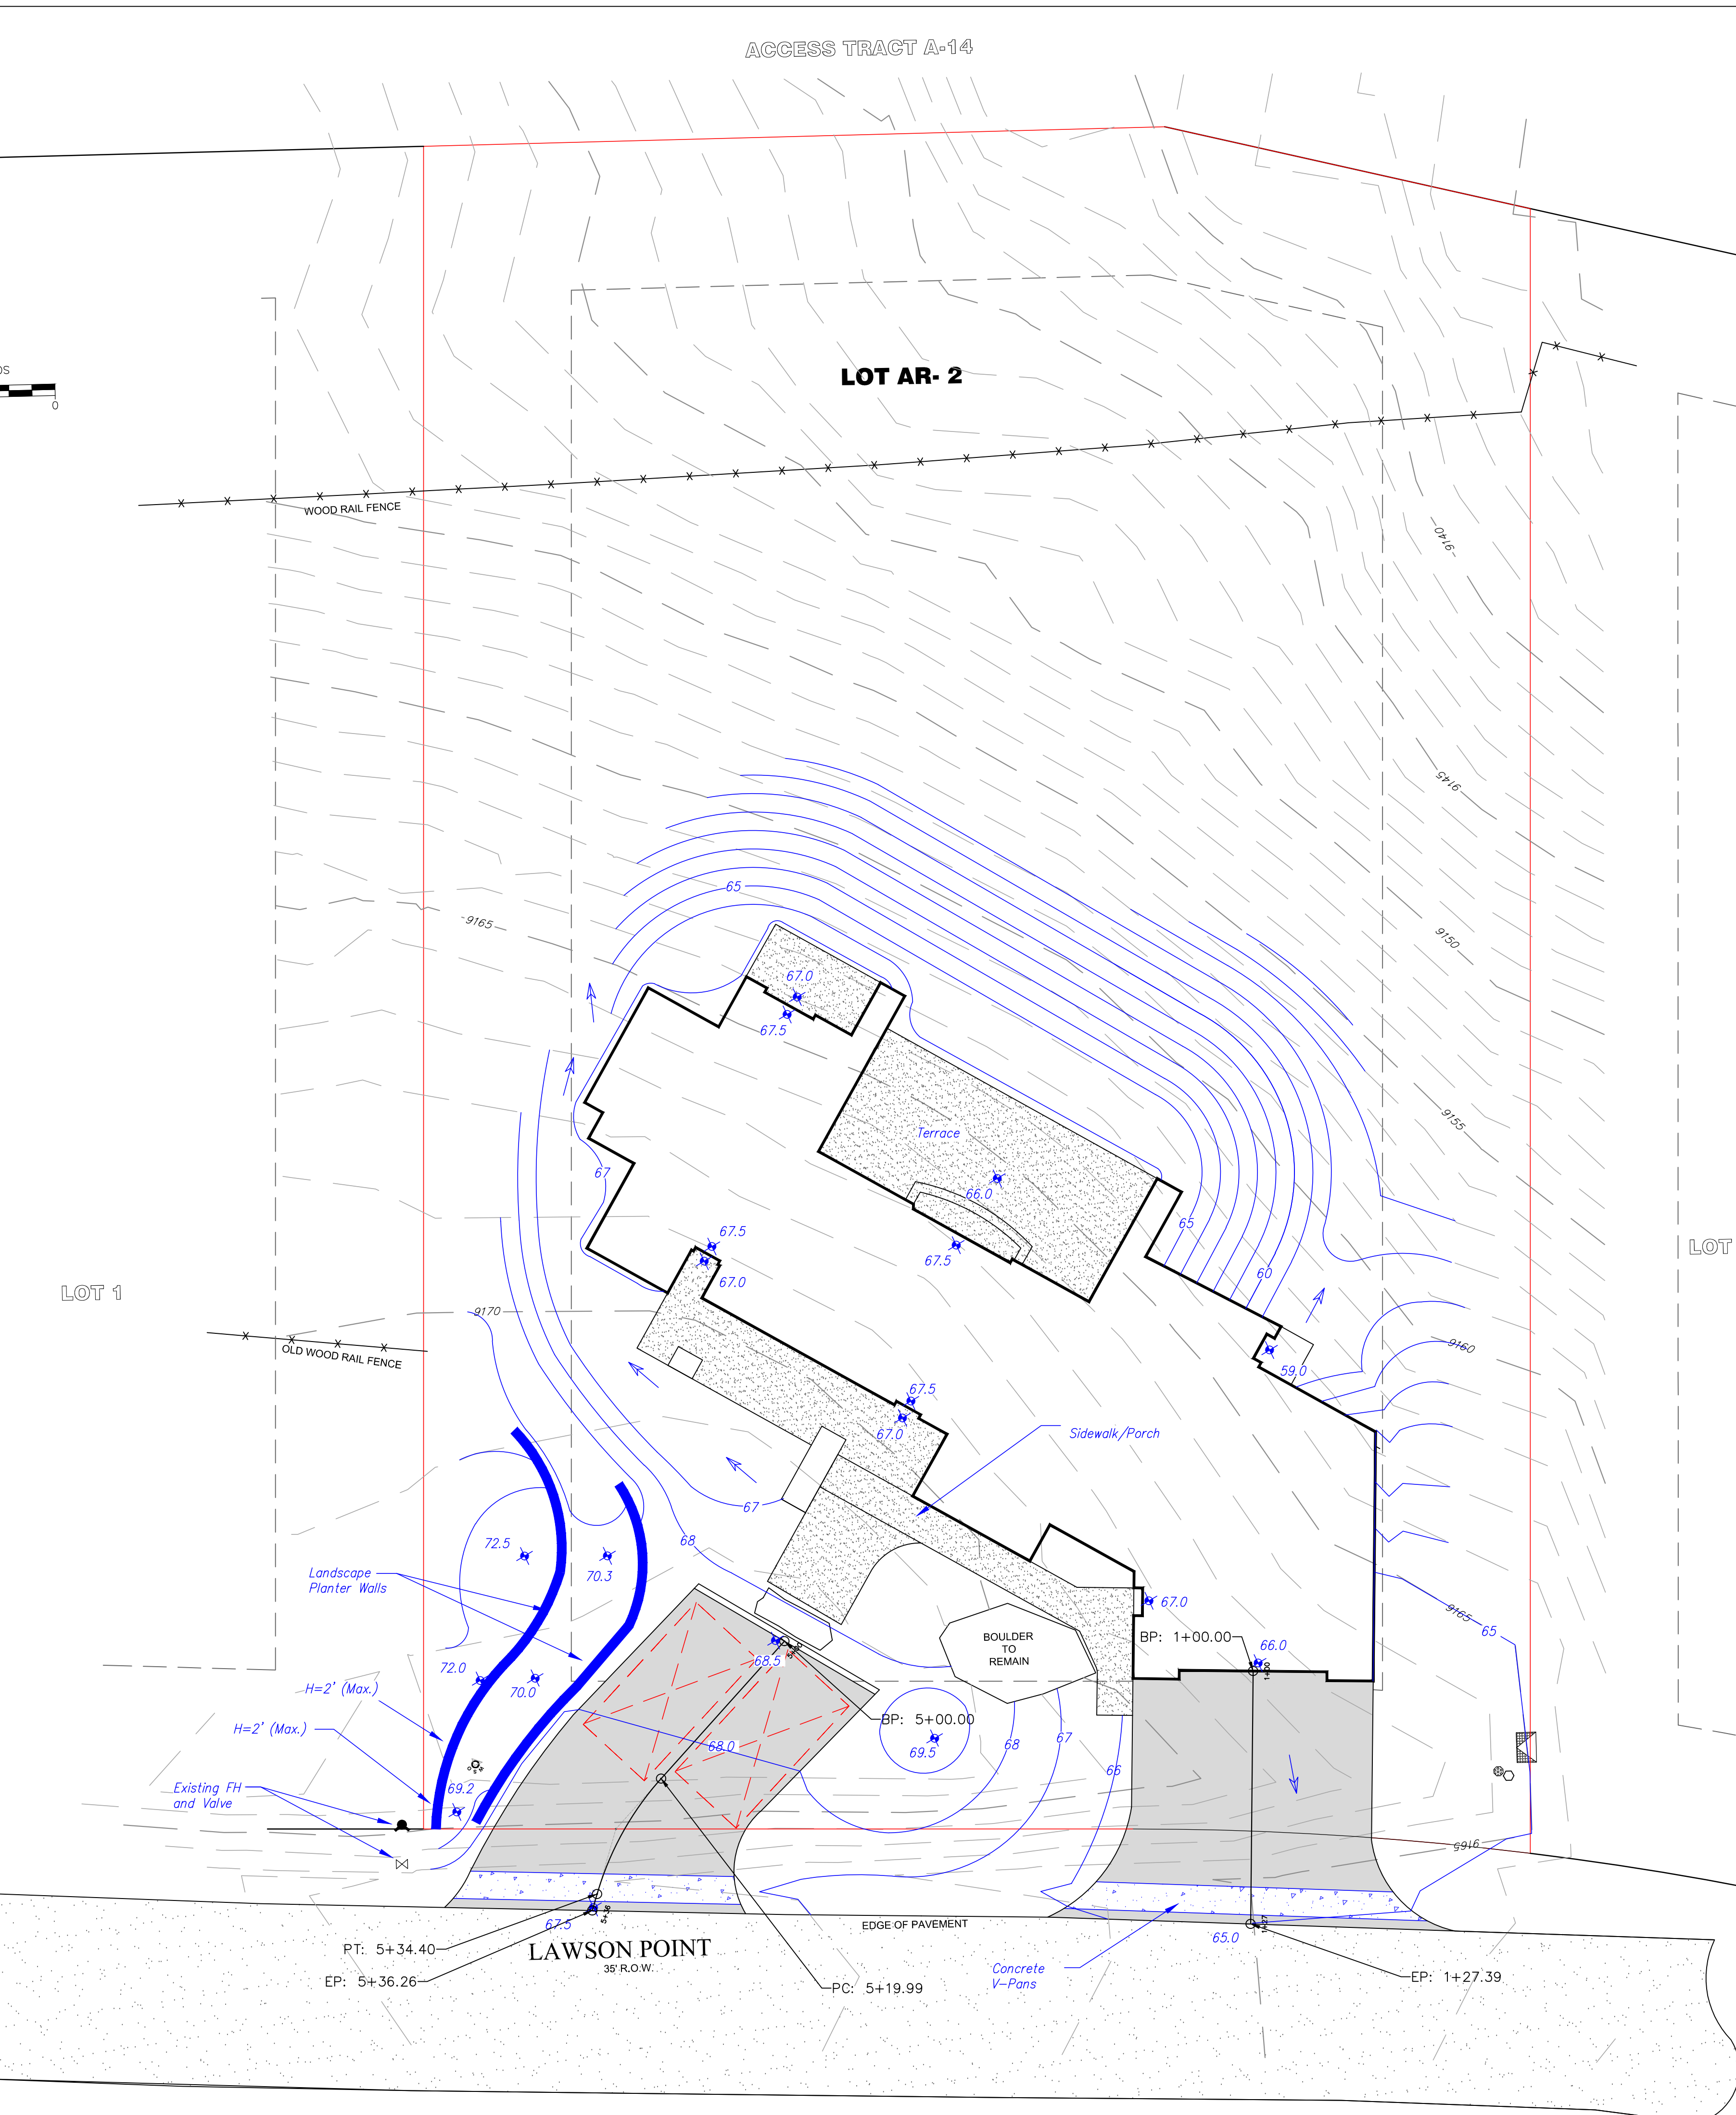 ACCESS TRACT A-14
0
LOT AR- 2
WOOD RAIL FENCE
9140
9145
65
9165
9150
67.0
67.5
9155
Terrace
67
66.0
65
67.5
67.5
67.0
LOT
60
LOT 1
9170
OLD WOOD RAIL FENCE
9160
59.0
67.5
67.0
Sidewalk/Porch
67
68
72.5
70.3
Landscape
Planter Walls
67.0
9165
65
BOULDER
TO
REMAIN
BP: 1+00.00
66.0
1+00
68.5
72.0
70.0
H=2' (Max.)
BP: 5+00.00
H=2' (Max.)
68.0
69.5
68
67
66
Existing FH
and Valve
69.2
9165
67.5
5+36
EDGE OF PAVEMENT
1+27
65.0
PT: 5+34.40
LAWSON POINT
35' R.O.W.
EP: 5+36.26
PC: 5+19.99
Concrete
V-Pans
EP: 1+27.39